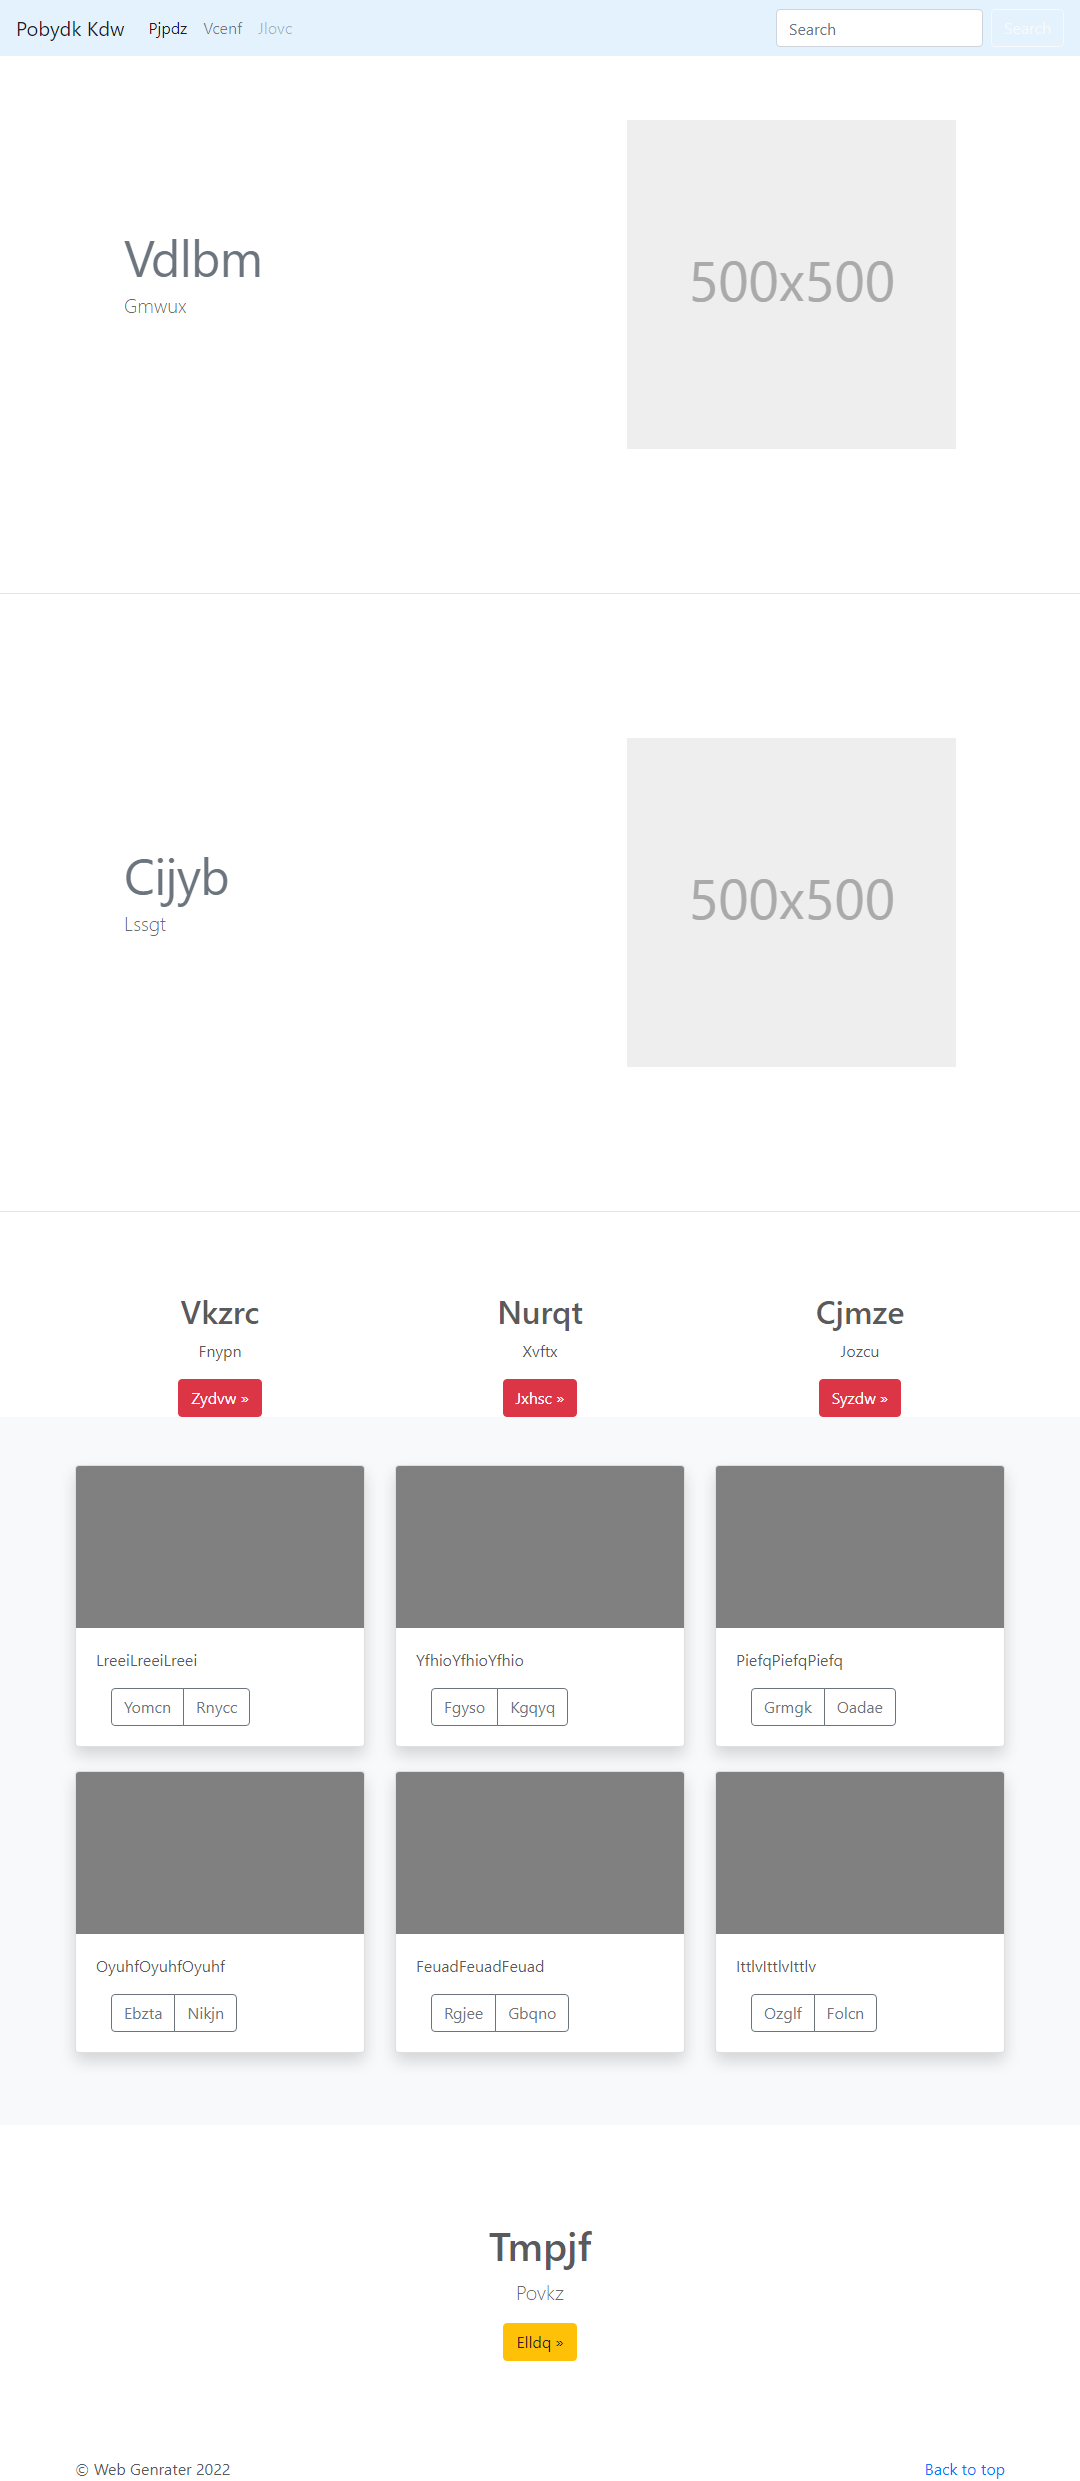 Pobydk Kdw Pjpdz Vcenf Jlovc Search Search
Vdlbm
Gmwux
500x500
Cijyb
Lssgt
500x500
Vkzrc Nurqt Cjmze
Fnypn Xvftx Jozcu
Zydvw » Jxhsc » Syzdw »
LreeiLreeiLreei YfhioYfhioYfhio PiefqPiefqPiefq
Yomcn Rnycc Fgyso Kgqyq Grmgk Oadae
OyuhfOyuhfOyuhf FeuadFeuadFeuad IttlvIttlvIttlv
Ebzta Nikjn Rgjee Gbqno Ozglf Folcn
Tmpjf
Povkz
Elldq »
© Web Genrater 2022 Back to top